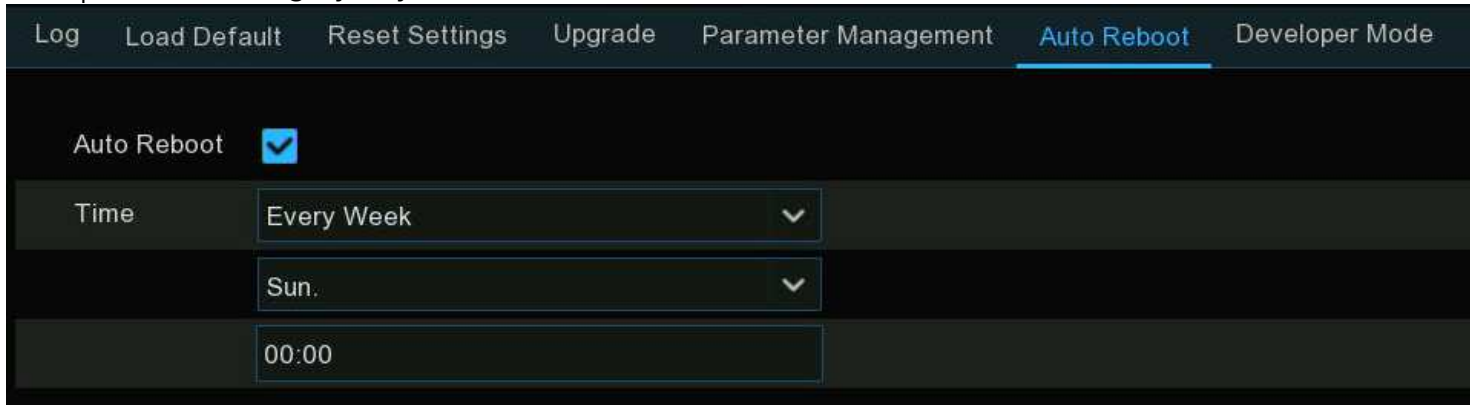 Log Load Default Reset Settings Upgrade Parameter Management Auto Reboot Developer Mode
Auto Reboot
Time Every Week
Sun.
00:00